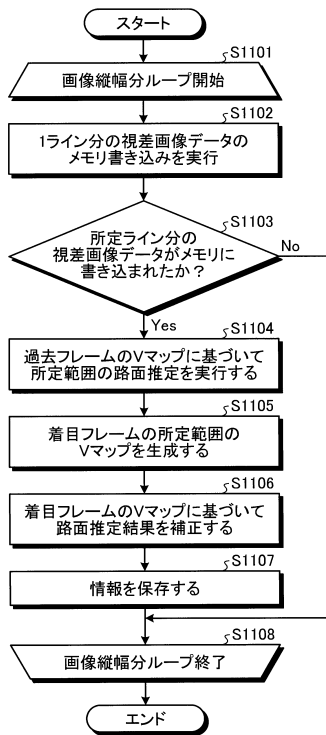 スタート
S1101
画像縦幅分ループ開始
S1102
1ライン分の視差画像データの
メモリ書き込みを実行
S1103
所定ライン分の
視差画像データがメモリに
書き込まれたか？
No
Yes
S1104
過去フレームのVマップに基づいて
所定範囲の路面推定を実行する
S1105
着目フレームの所定範囲の
Vマップを生成する
S1106
着目フレームのVマップに基づいて
路面推定結果を補正する
S1107
情報を保存する
S1108
画像縦幅分ループ終了
エンド